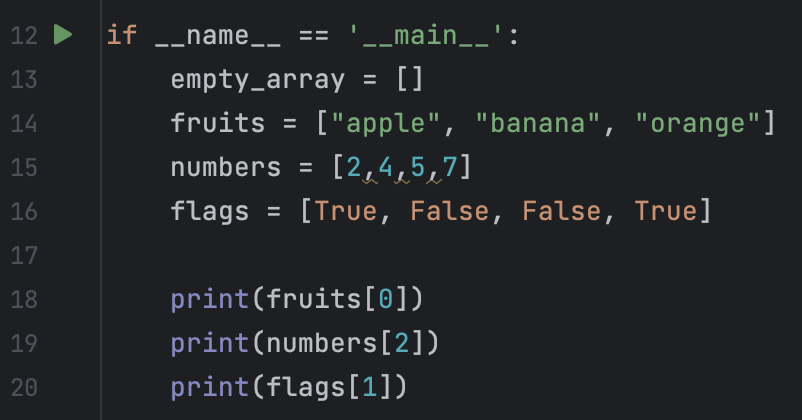 12 if __name__ == '__main__':
13     empty_array = []
14     fruits = ["apple", "banana", "orange"]
15     numbers = [2,4,5,7]
16     flags = [True, False, False, True]
17
18     print(fruits[0])
19     print(numbers[2])
20     print(flags[1])